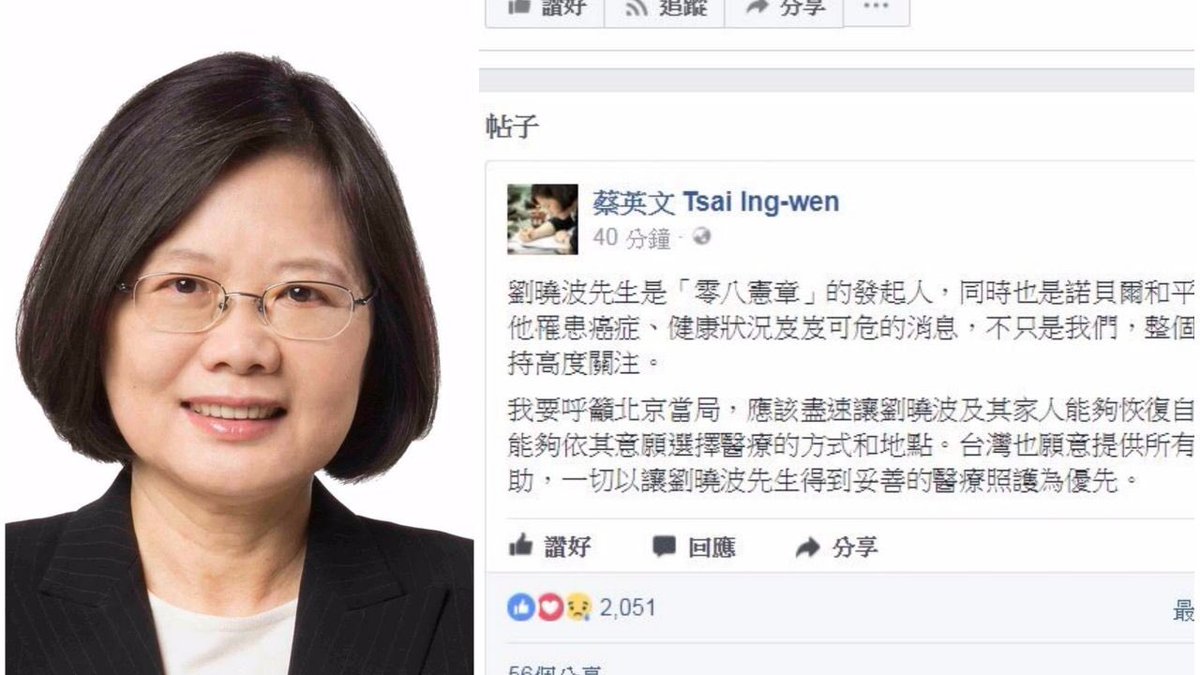 讚好 追蹤 分享 ...
帖子
蔡英文 Tsai Ing-wen
40 分鐘 ·
劉曉波先生是「零八憲章」的發起人，同時也是諾貝爾和平
他罹患癌症、健康狀況岌岌可危的消息，不只是我們，整個
持高度關注。
我要呼籲北京當局，應該盡速讓劉曉波及其家人能夠恢復自
能夠依其意願選擇醫療的方式和地點。台灣也願意提供所有
助，一切以讓劉曉波先生得到妥善的醫療照護為優先。
讚好 回應 分享
2,051 最
56個分享